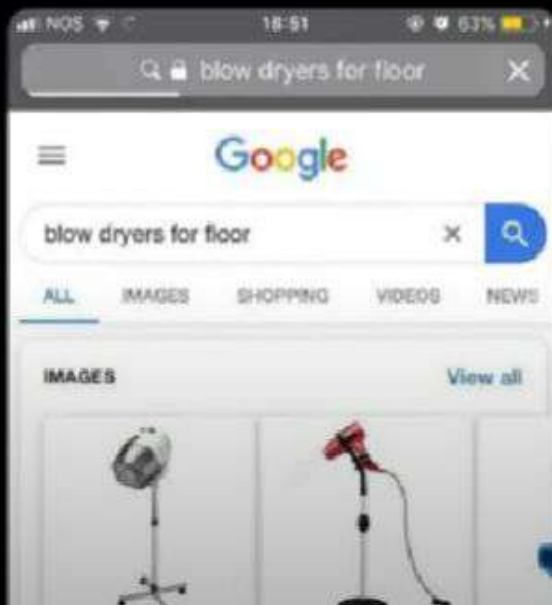 NOS 18:51 63%
blow dryers for floor
Google
blow dryers for floor
ALL IMAGES SHOPPING VIDEOS NEWS
IMAGES View all